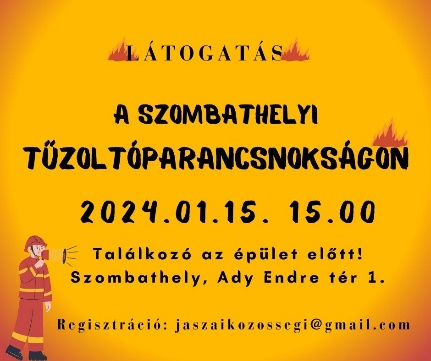 LÁTOGATÁS
A SZOMBATHELYI
TŰZOLTÓPARANCSNOKSÁGON
2024.01.15. 15.00
Találkozó az épület előtt!
Szombathely, Ady Endre tér 1.
Regisztráció: jaszaikozossegi@gmail.com